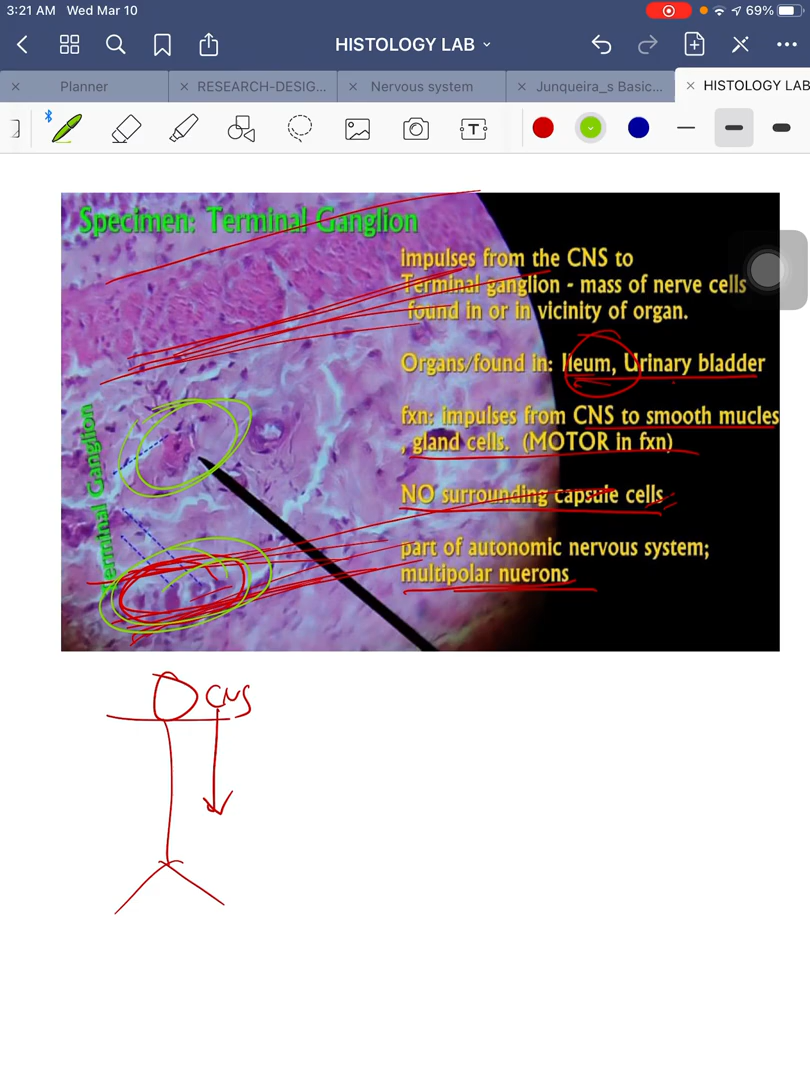 3:21 AM Wed Mar 10
69%
HISTOLOGY LAB
Planner
RESEARCH-DESIG...
Nervous system
Junqueira_s Basic...
HISTOLOGY LAB
T
Specimen: Terminal Ganglion
impulses from the CNS to
Terminal ganglion - mass of nerve cells
found in or in vicinity of organ.
Organs/found in: Ileum, Urinary bladder
fxn: impulses from CNS to smooth mucles
, gland cells. (MOTOR in fxn)
NO surrounding capsule cells
part of autonomic nervous system;
multipolar nuerons
Terminal Ganglion
CNS